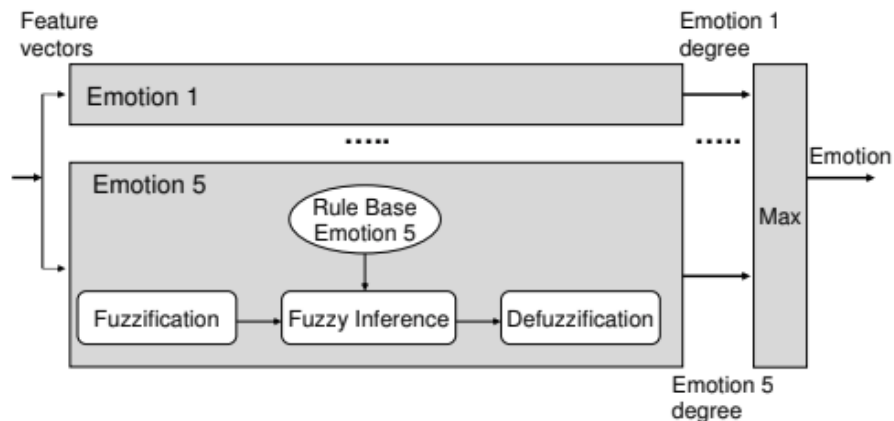 Feature
vectors
Emotion 1
degree
Emotion 1
.....
.....
Emotion
Emotion 5
Rule Base
Emotion 5
Max
Fuzzification
Fuzzy Inference
Defuzzification
Emotion 5
degree